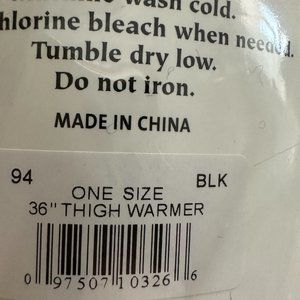 wash cold.
hlorine bleach when needed.
Tumble dry low.
Do not iron.
MADE IN CHINA
94 BLK
ONE SIZE
36" THIGH WARMER
0 97507 10326 6